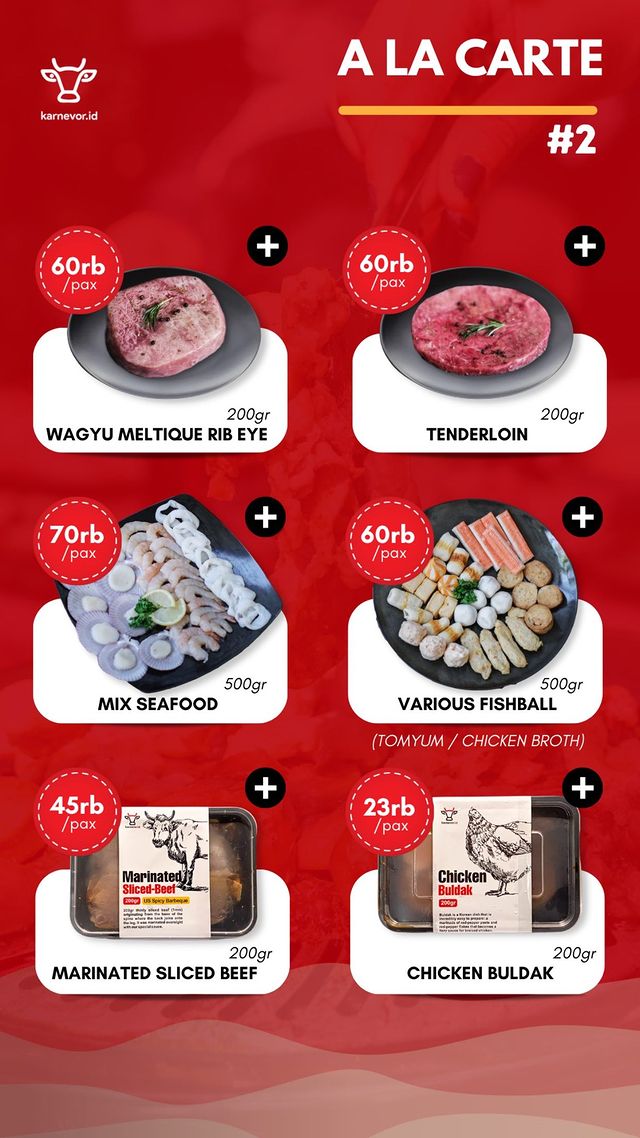 A LA CARTE
karnevor.id
#2
60rb
/pax
200gr
WAGYU MELTIQUE RIB EYE
60rb
/pax
200gr
TENDERLOIN
70rb
/pax
500gr
MIX SEAFOOD
60rb
/pax
500gr
VARIOUS FISHBALL
(TOMYUM / CHICKEN BROTH)
45rb
/pax
Marinated
Sliced-Beef
200gr US Spicy Barbeque
200gr
MARINATED SLICED BEEF
23rb
/pax
Chicken
Buldak
200gr
200gr
CHICKEN BULDAK